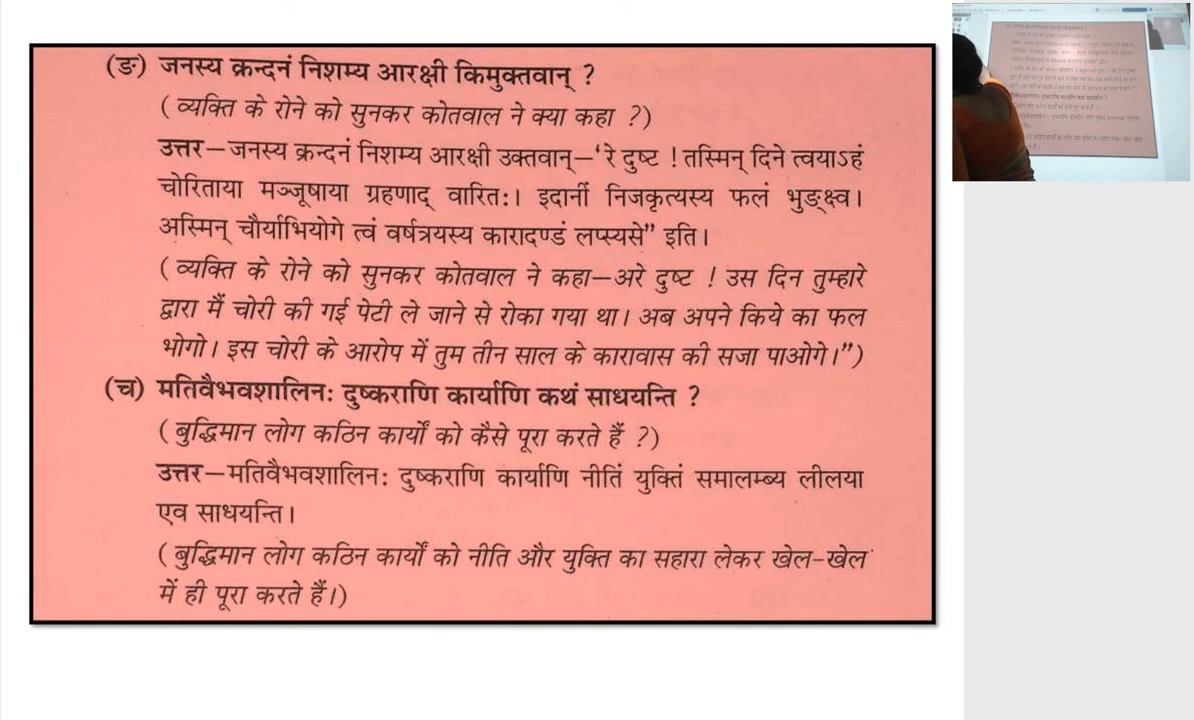 (ङ) जनस्य क्रन्दनं निशम्य आरक्षी किमुक्तवान् ?
( व्यक्ति के रोने को सुनकर कोतवाल ने क्या कहा ?)
उत्तर–जनस्य क्रन्दनं निशम्य आरक्षी उक्तवान्–‘रे दुष्ट ! तस्मिन् दिने त्वयाऽहं
चोरिताया मञ्जूषाया ग्रहणाद् वारितः। इदानीं निजकृत्यस्य फलं भुङ्क्ष्व।
अस्मिन् चौर्याभियोगे त्वं वर्षत्रयस्य कारादण्डं लप्स्यसे” इति।
( व्यक्ति के रोने को सुनकर कोतवाल ने कहा–अरे दुष्ट ! उस दिन तुम्हारे
द्वारा मैं चोरी की गई पेटी ले जाने से रोका गया था। अब अपने किये का फल
भोगो। इस चोरी के आरोप में तुम तीन साल के कारावास की सजा पाओगे।”)
(च) मतिवैभवशालिनः दुष्कराणि कार्याणि कथं साधयन्ति ?
( बुद्धिमान लोग कठिन कार्यों को कैसे पूरा करते हैं ?)
उत्तर–मतिवैभवशालिनः दुष्कराणि कार्याणि नीतिं युक्तिं समालम्ब्य लीलया
एव साधयन्ति।
( बुद्धिमान लोग कठिन कार्यों को नीति और युक्ति का सहारा लेकर खेल-खेल
में ही पूरा करते हैं।)